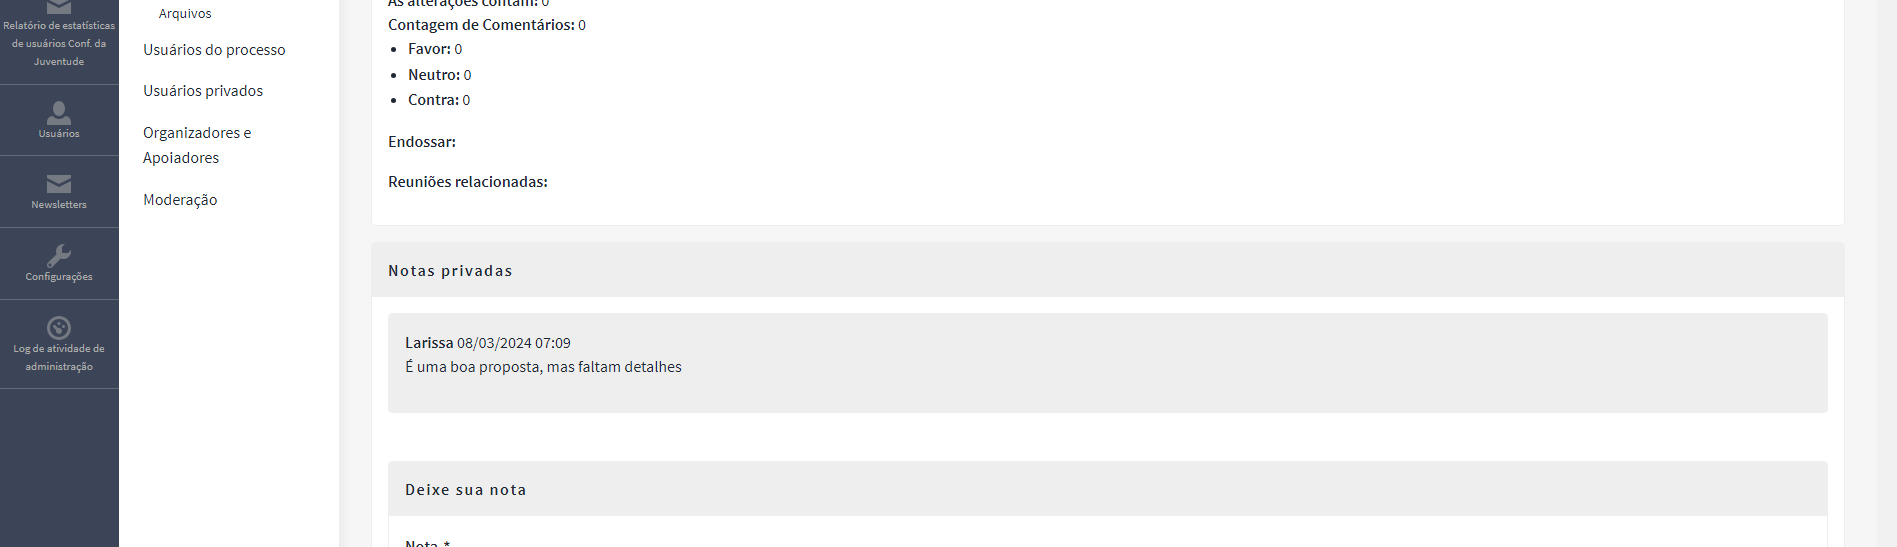 Relatório de estatísticas
de usuários Conf. da
Juventude
Usuários
Newsletters
Configurações
Log de atividade de
administração
Arquivos
Usuários do processo
Usuários privados
Organizadores e
Apoiadores
Moderação
As alterações contam: 0
Contagem de Comentários: 0
Favor: 0
Neutro: 0
Contra: 0
Endossar:
Reuniões relacionadas:
Notas privadas
Larissa 08/03/2024 07:09
É uma boa proposta, mas faltam detalhes
Deixe sua nota
Nota *